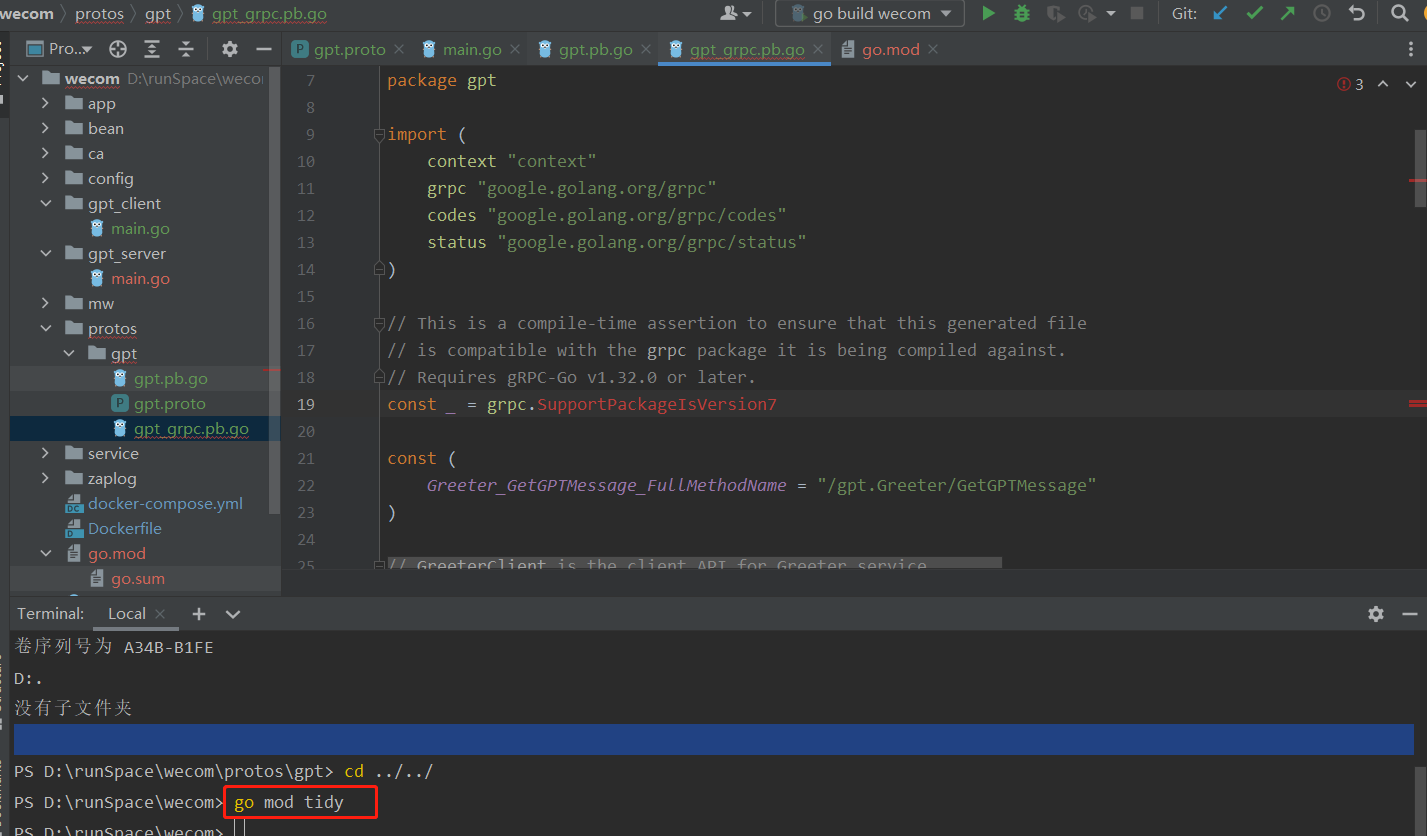 wecom protos gpt gpt_grpc.pb.go go build wecom Git:
Pro... gpt.proto main.go gpt.pb.go gpt_grpc.pb.go go.mod
wecom D:\runSpace\weco
app
bean
ca
config
gpt_client
main.go
gpt_server
main.go
mw
protos
gpt
gpt.pb.go
gpt.proto
gpt_grpc.pb.go
service
zaplog
docker-compose.yml
Dockerfile
go.mod
go.sum
3
7 package gpt
8
9 import (
10 context "context"
11 grpc "google.golang.org/grpc"
12 codes "google.golang.org/grpc/codes"
13 status "google.golang.org/grpc/status"
14 )
15
16 // This is a compile-time assertion to ensure that this generated file
17 // is compatible with the grpc package it is being compiled against.
18 // Requires gRPC-Go v1.32.0 or later.
19 const _ = grpc.SupportPackageIsVersion7
20
21 const (
22 Greeter_GetGPTMessage_FullMethodName = "/gpt.Greeter/GetGPTMessage"
23 )
24
25 // GreeterClient is the client API for Greeter service.
Terminal: Local
卷序列号为 A34B-B1FE
D:.
没有子文件夹
PS D:\runSpace\wecom\protos\gpt> cd ../../
PS D:\runSpace\wecom> go mod tidy
PS D:\runSpace\wecom>